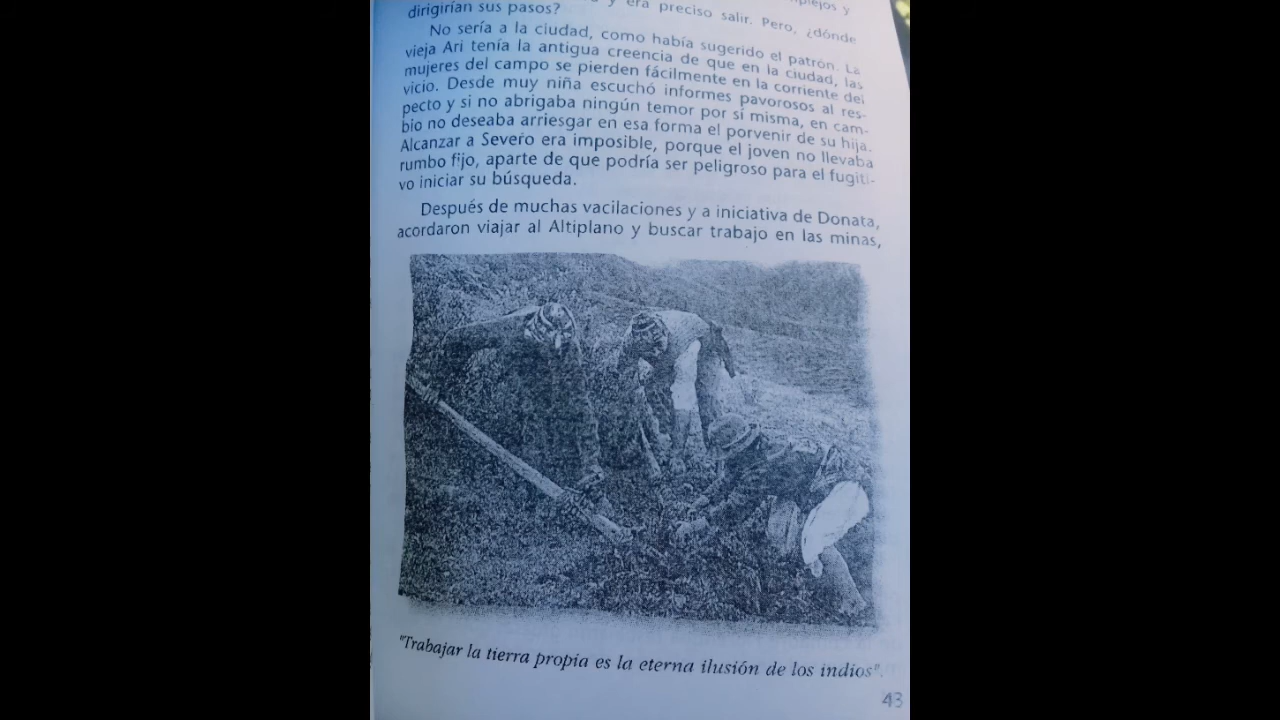 y era preciso salir. Pero, ¿dónde
dirigirían sus pasos?
No sería a la ciudad, como había sugerido el patrón. La
vieja Ari tenía la antigua creencia de que en la ciudad, las
mujeres del campo se pierden fácilmente en la corriente del
vicio. Desde muy niña escuchó informes pavorosos al res-
pecto y si no abrigaba ningún temor por sí misma, en cam-
bio no deseaba arriesgar en esa forma el porvenir de su hija.
Alcanzar a Severo era imposible, porque el joven no llevaba
rumbo fijo, aparte de que podría ser peligroso para el fugiti-
vo iniciar su búsqueda.
Después de muchas vacilaciones y a iniciativa de Donata,
acordaron viajar al Altiplano y buscar trabajo en las minas,
"Trabajar la tierra propia es la eterna ilusión de los indios".
43